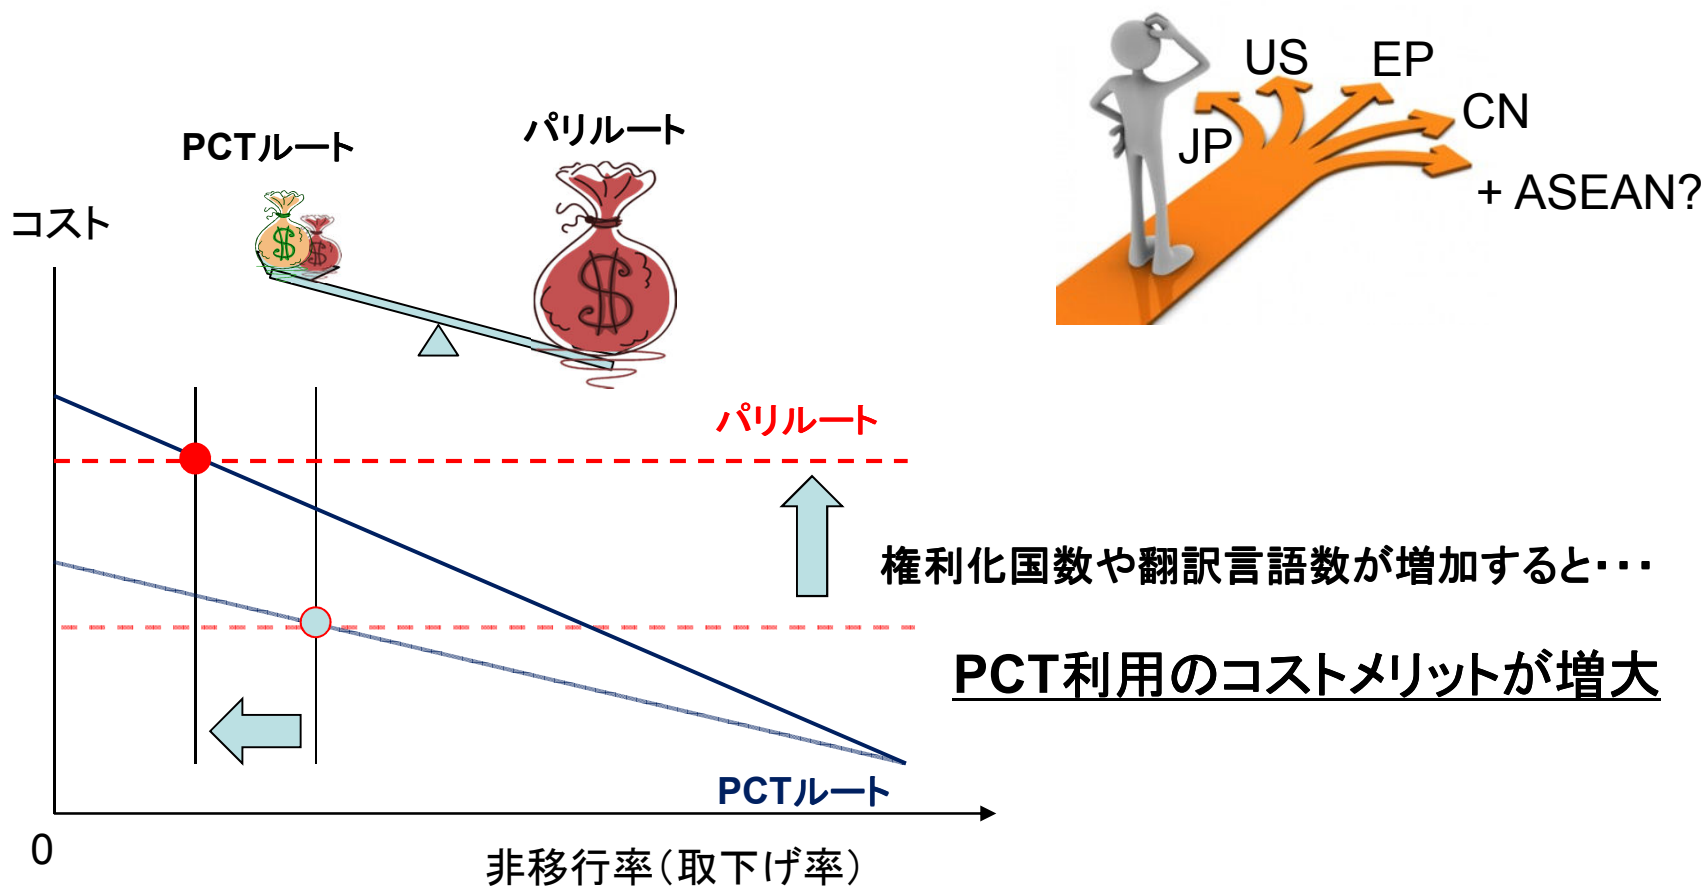 US
EP
CN
JP
+ ASEAN?
PCTルート
パリルート
コスト
パリルート
権利化国数や翻訳言語数が増加すると・・・
PCT利用のコストメリットが増大
PCTルート
0
非移行率（取下げ率）